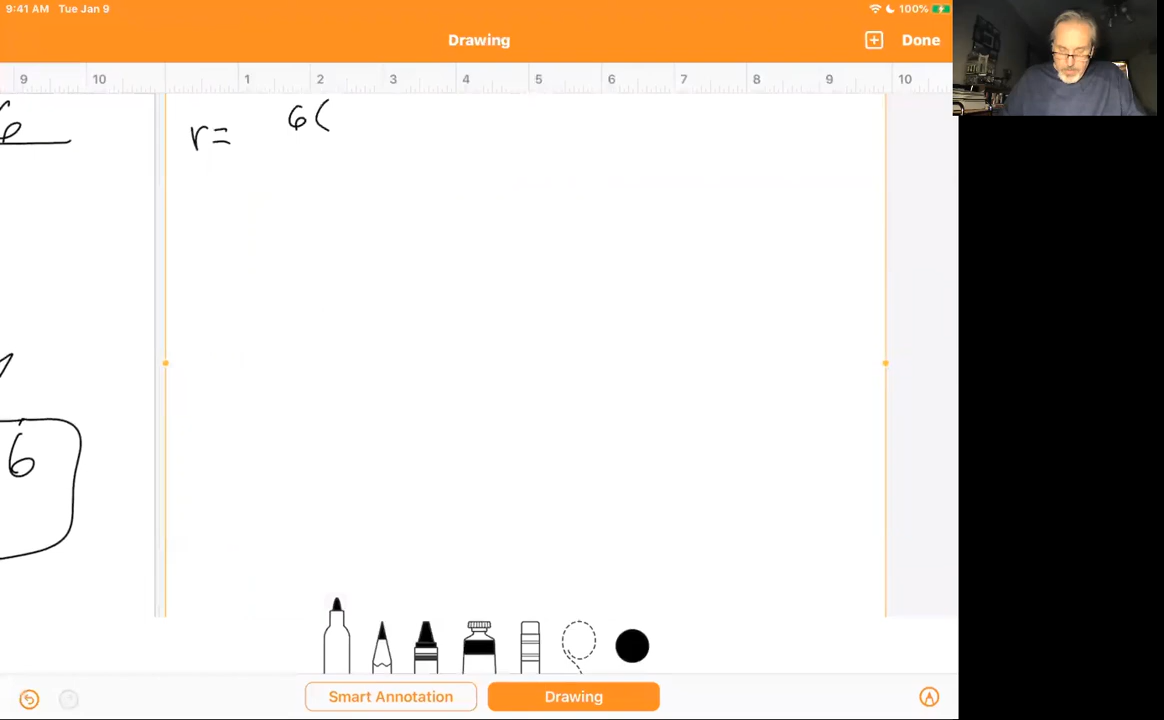 9:41 AM Tue Jan 9
100%
Drawing
Done
9 10 1 2 3 4 5 6 7 8 9 10
6
r= 6(
6
Smart Annotation
Drawing